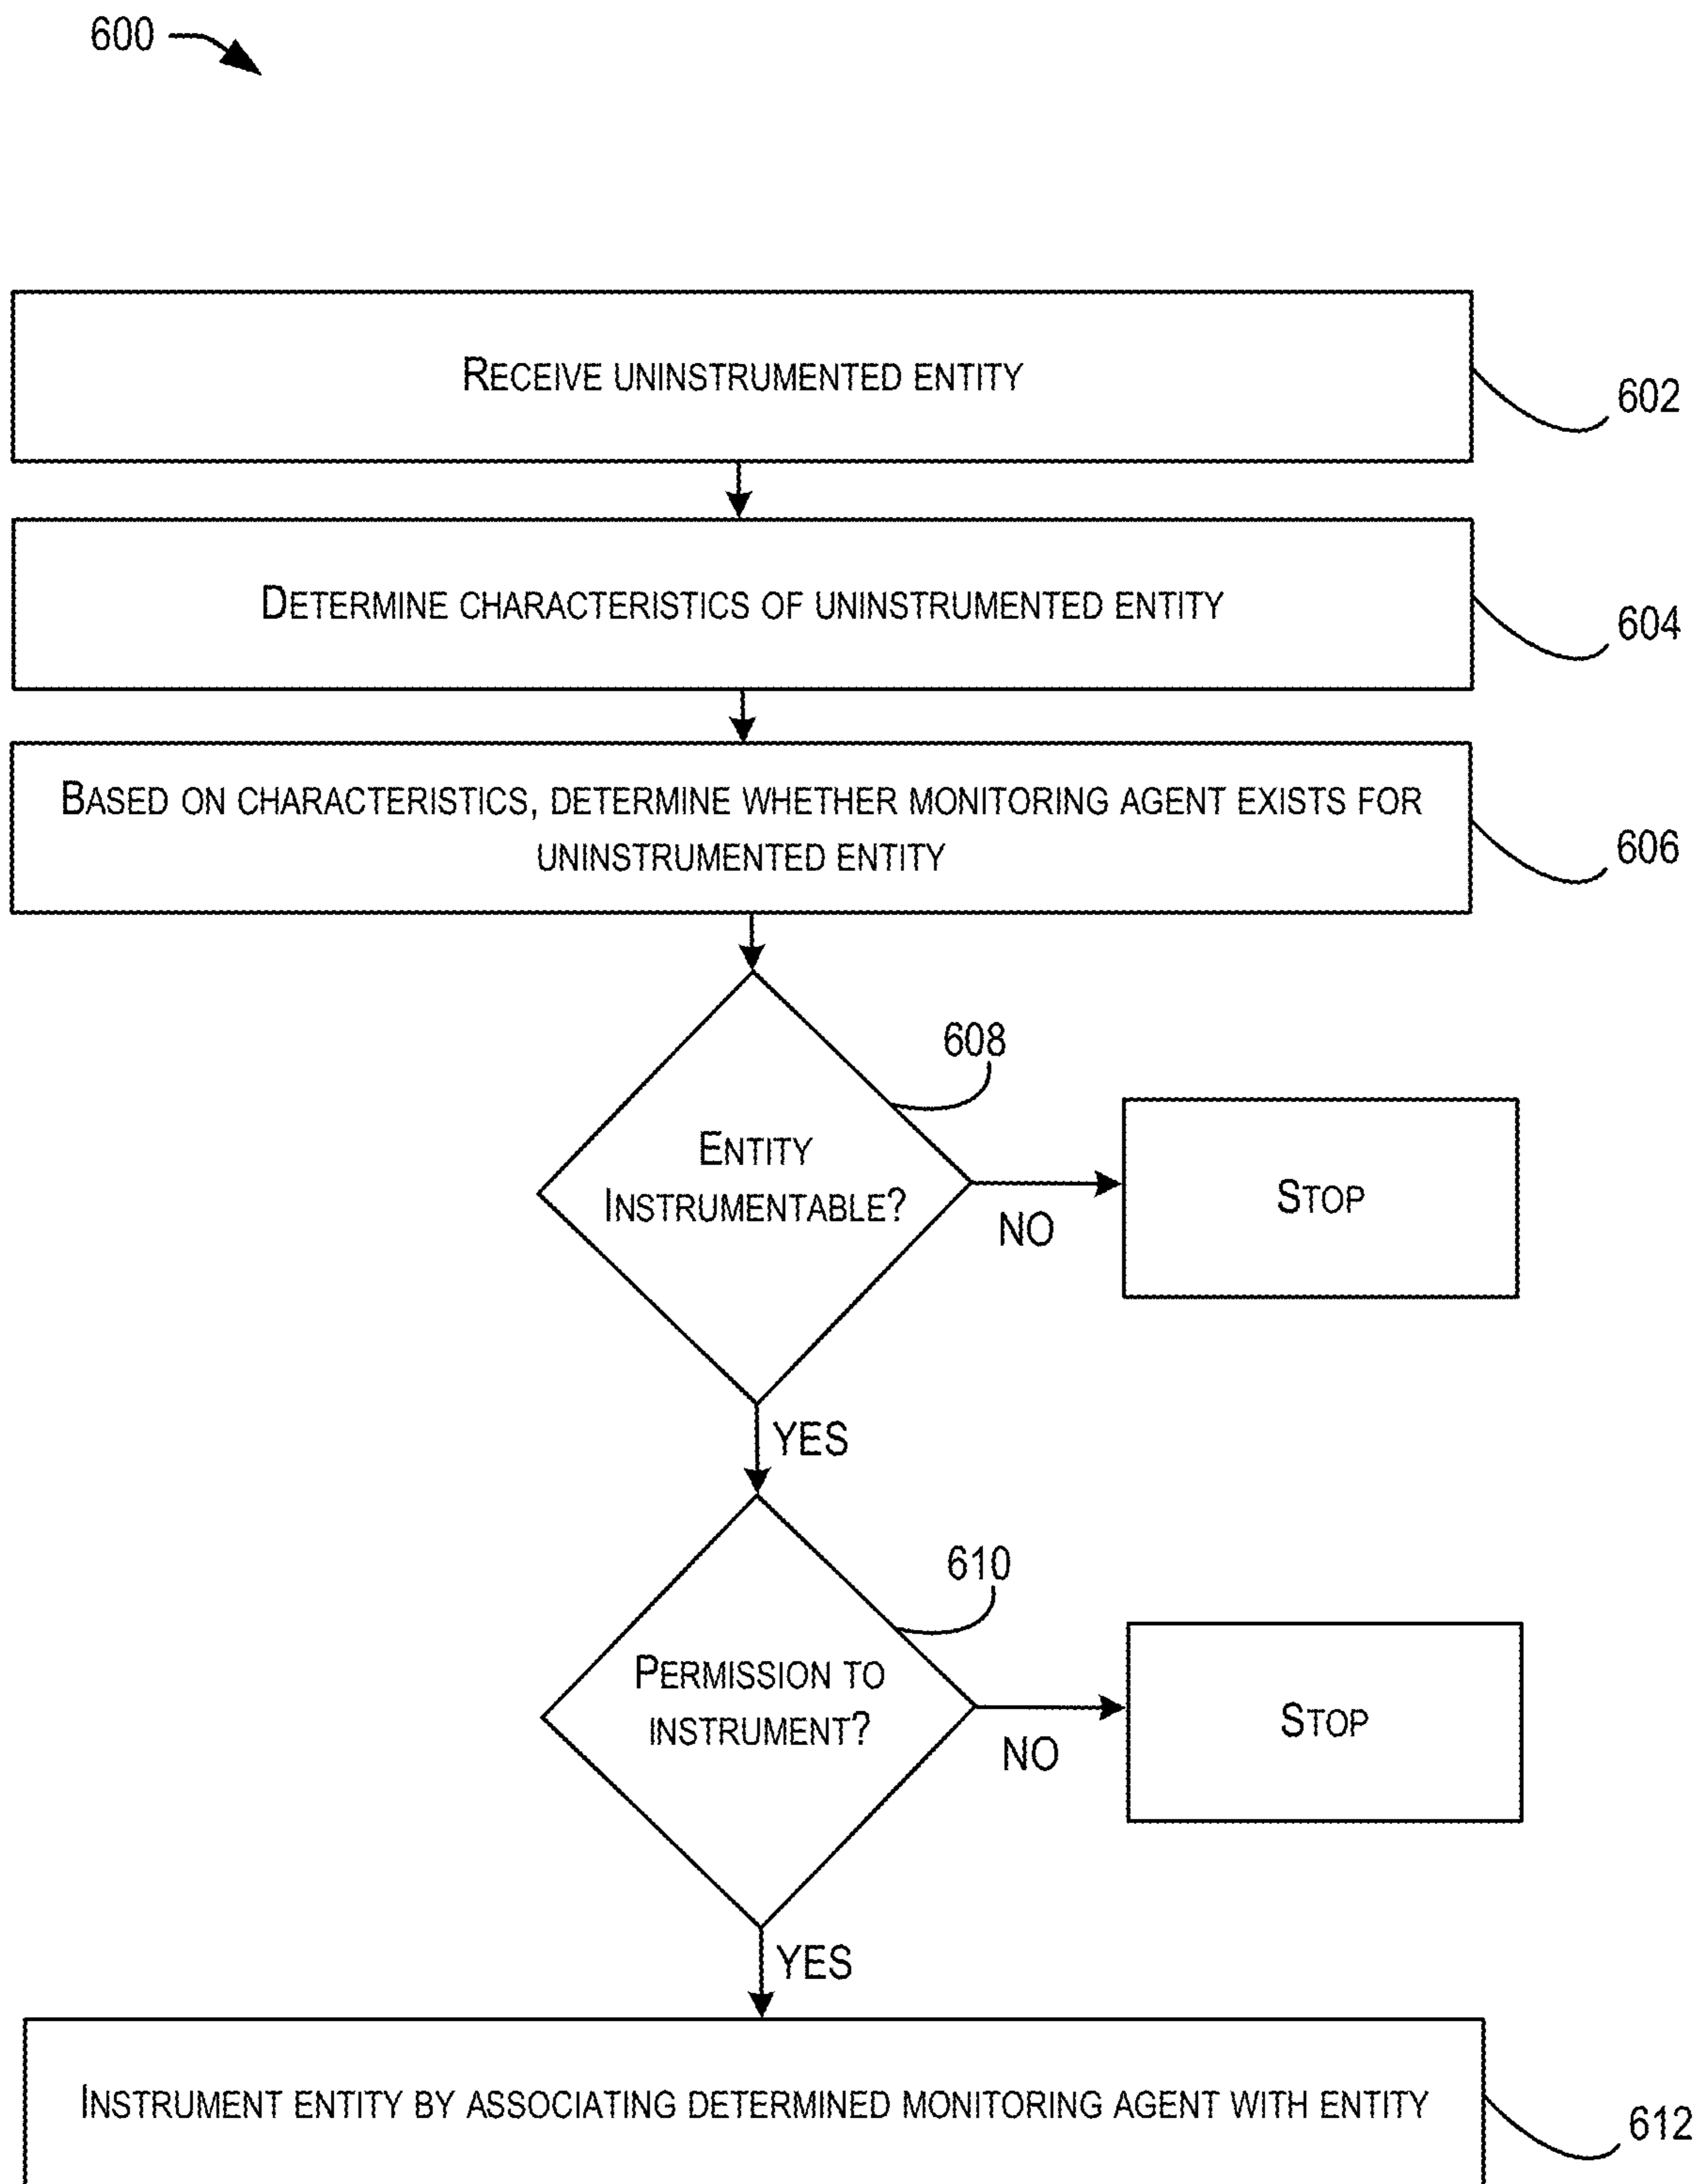 600
RECEIVE UNINSTRUMENTED ENTITY
602
DETERMINE CHARACTERISTICS OF UNINSTRUMENTED ENTITY
604
BASED ON CHARACTERISTICS, DETERMINE WHETHER MONITORING AGENT EXISTS FOR
UNINSTRUMENTED ENTITY
606
608
ENTITY
INSTRUMENTABLE?
NO
STOP
YES
610
PERMISSION TO
INSTRUMENT?
NO
STOP
YES
INSTRUMENT ENTITY BY ASSOCIATING DETERMINED MONITORING AGENT WITH ENTITY
612